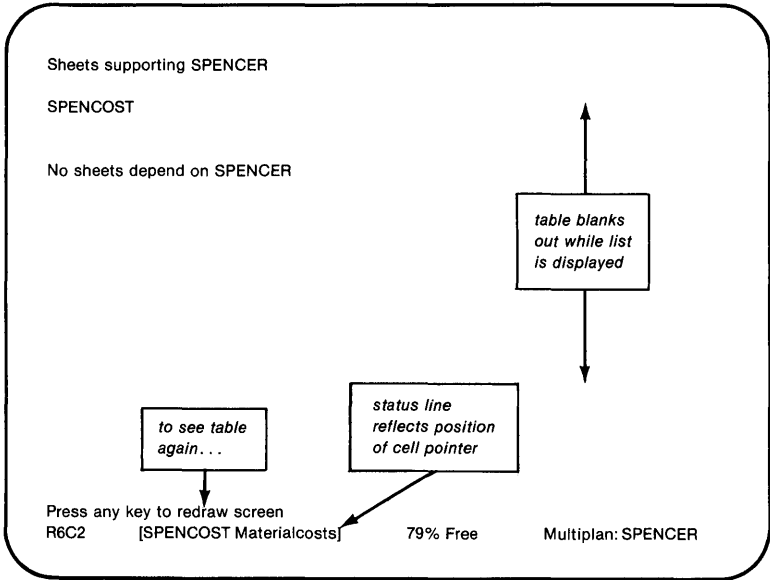 Sheets supporting SPENCER
SPENCOST
No sheets depend on SPENCER
table blanks
out while list
is displayed
status line
reflects position
of cell pointer
to see table
again...
Press any key to redraw screen
R6C2 [SPENCOST Materialcosts] 79% Free Multiplan: SPENCER